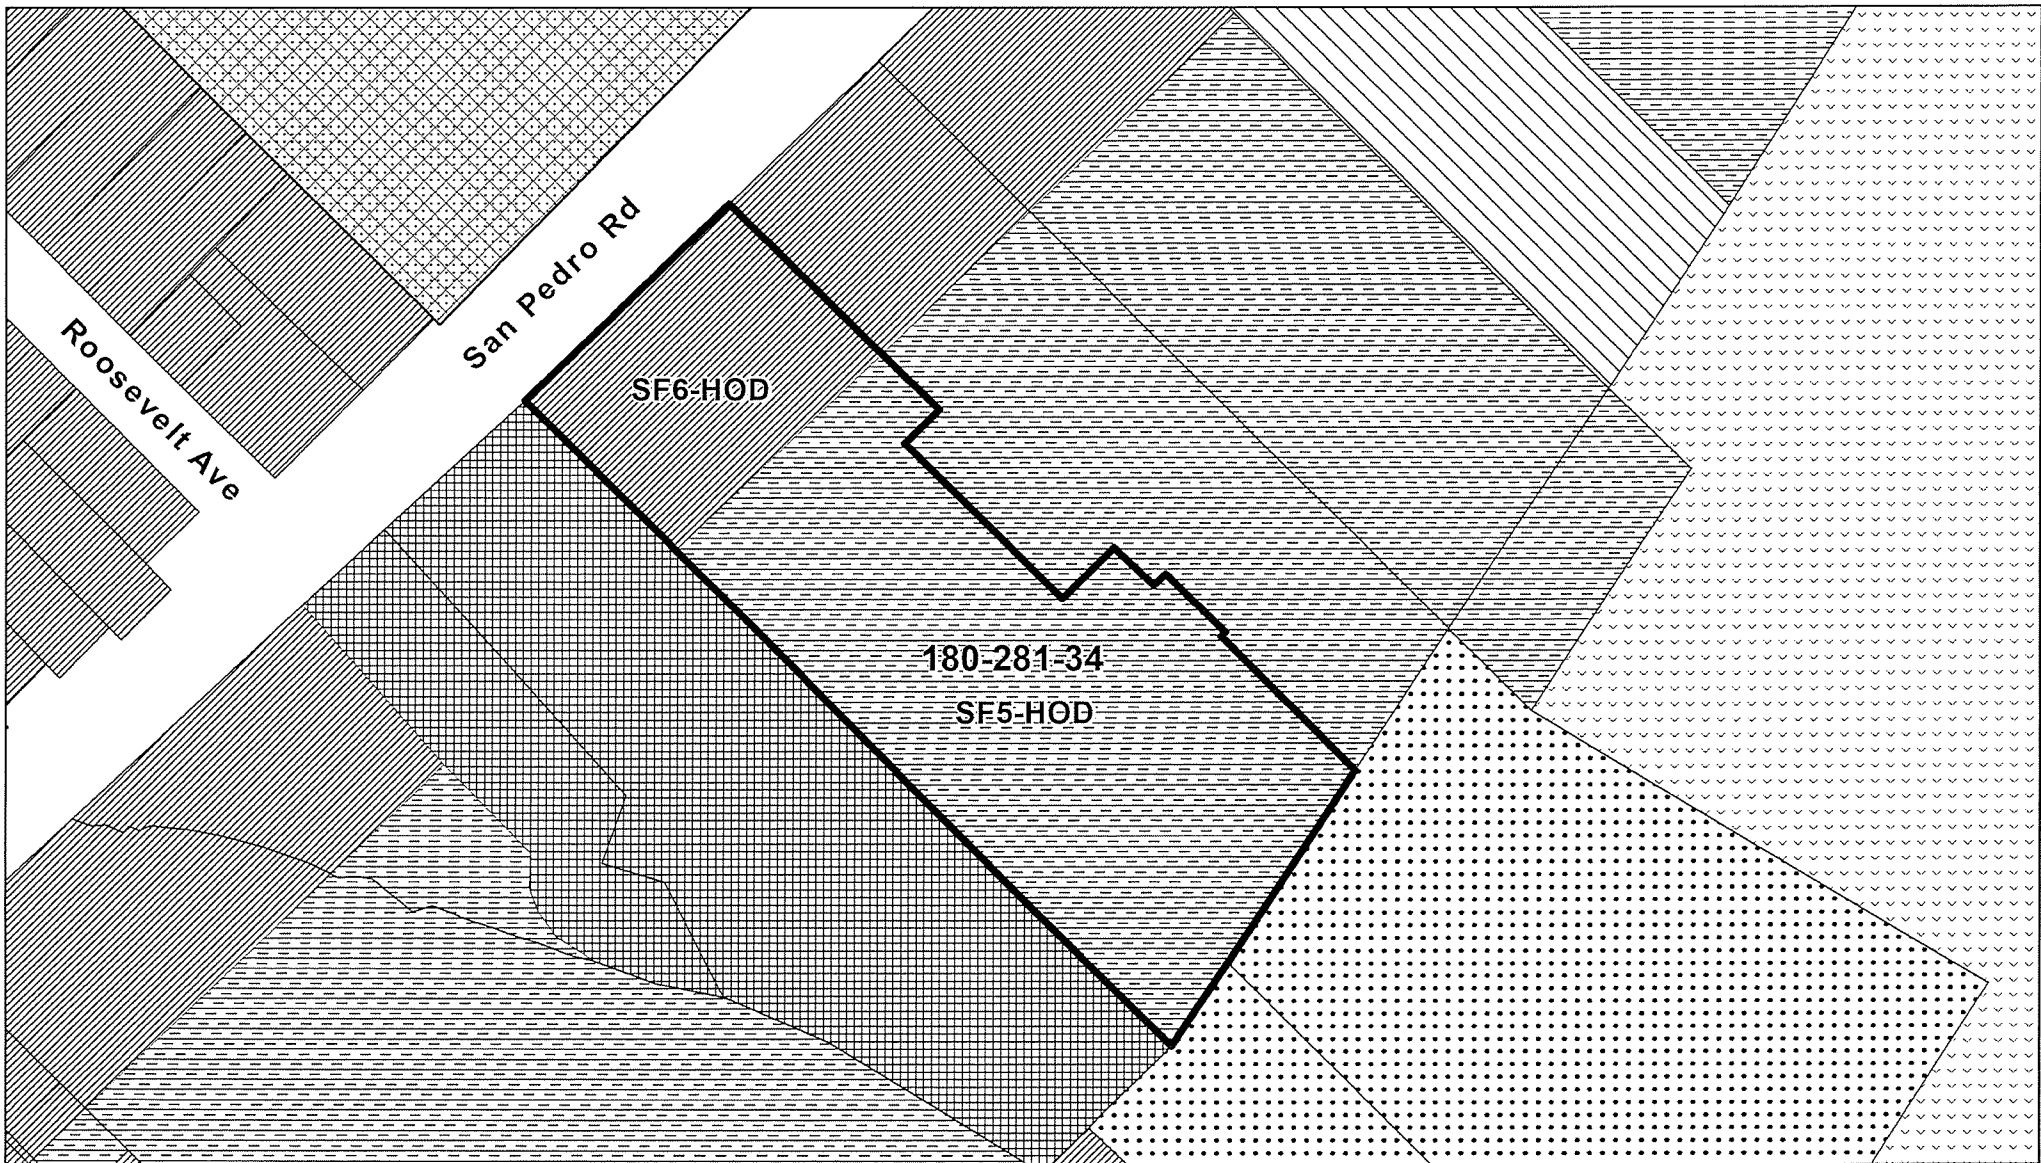 San Pedro Rd
Roosevelt Ave
SF6-HOD
180-281-34
SF5-HOD